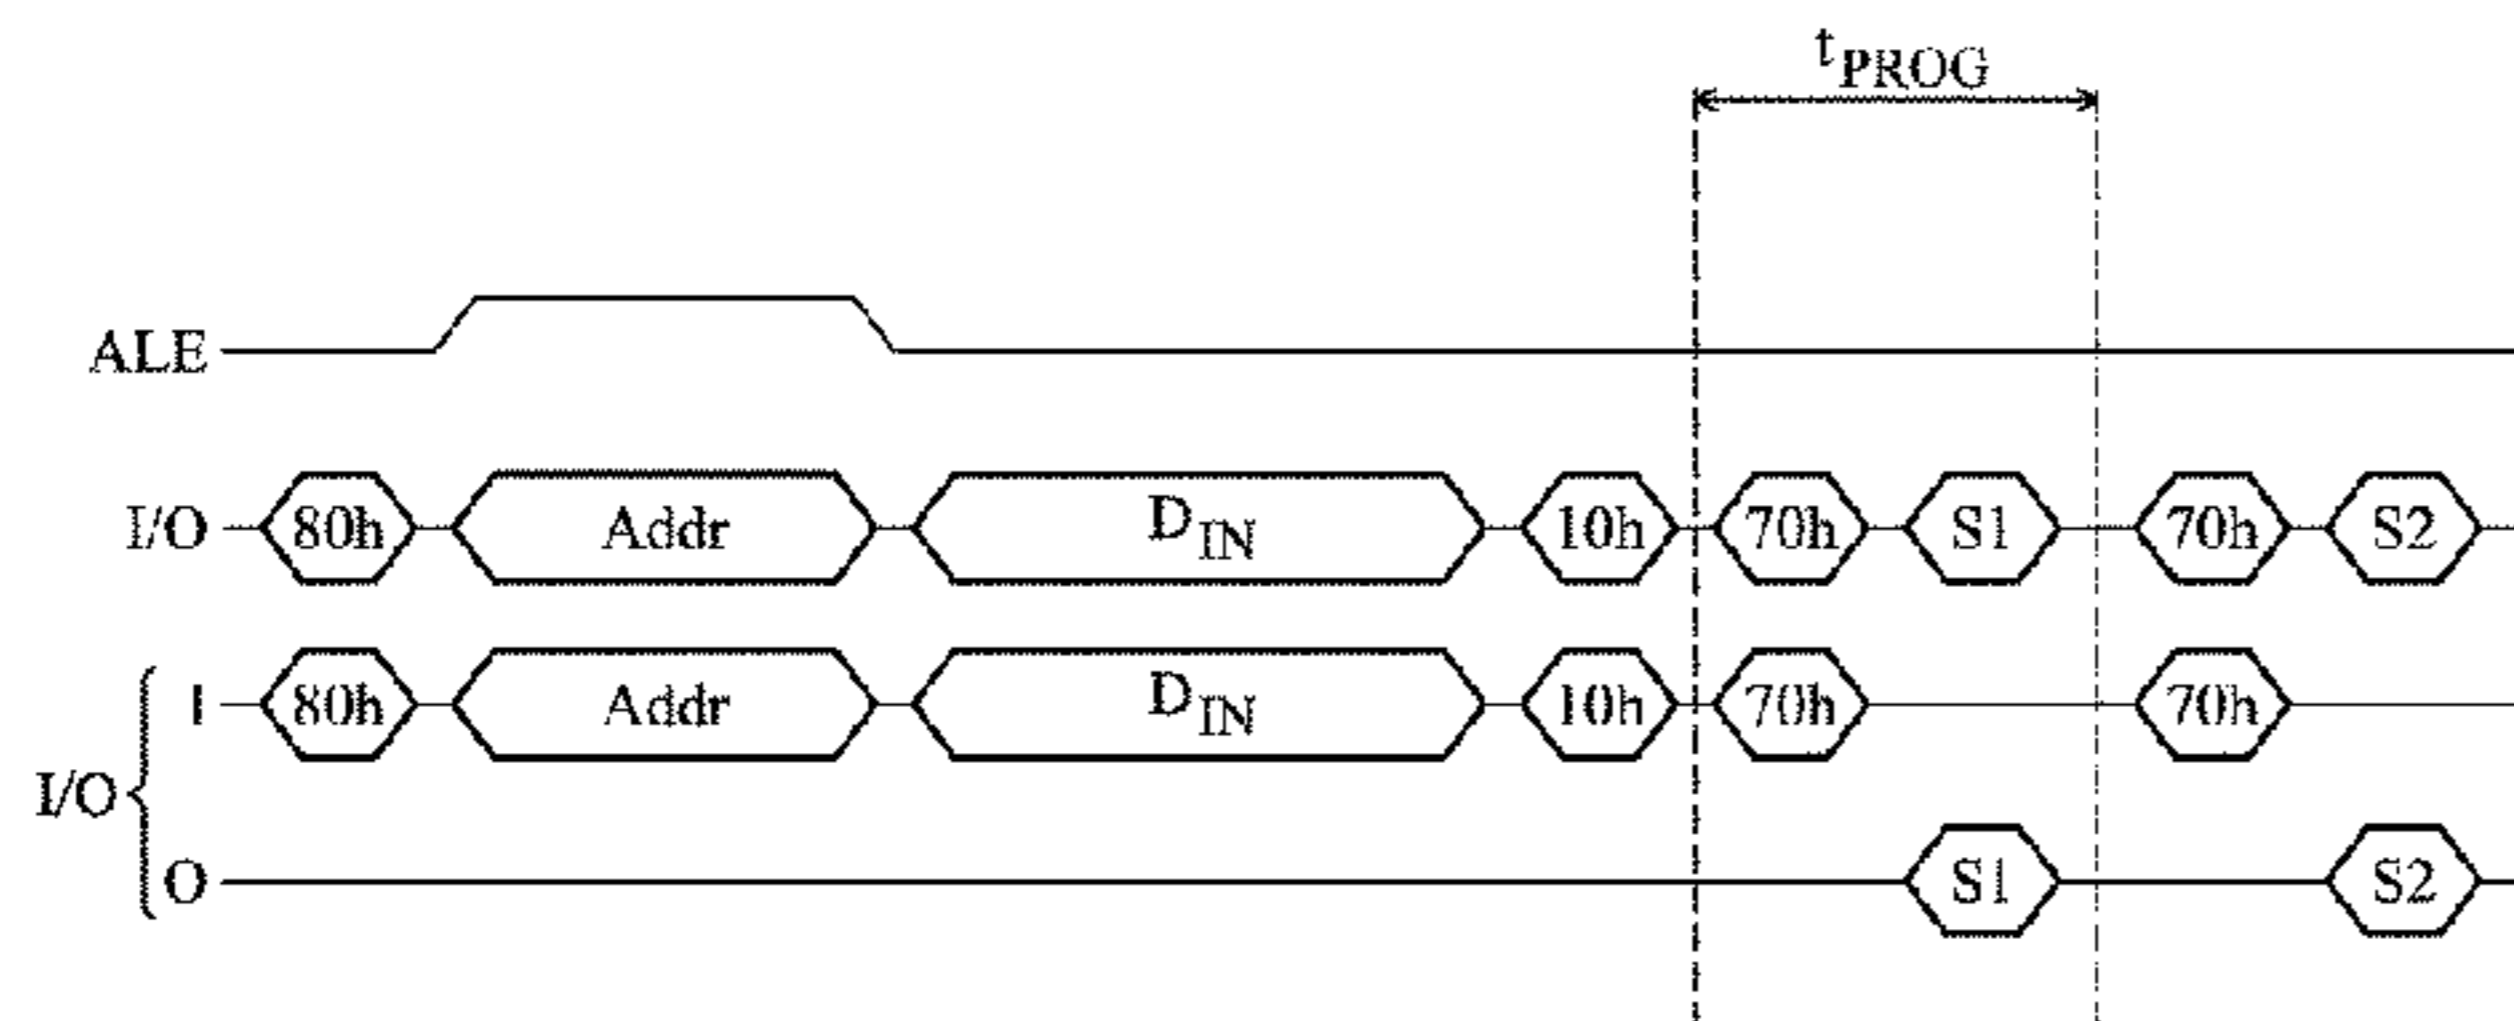 tPROG
ALE
I/O 80h Addr DIN 10h 70h S1 70h S2
I 80h Addr DIN 10h 70h 70h
I/O
O S1 S2